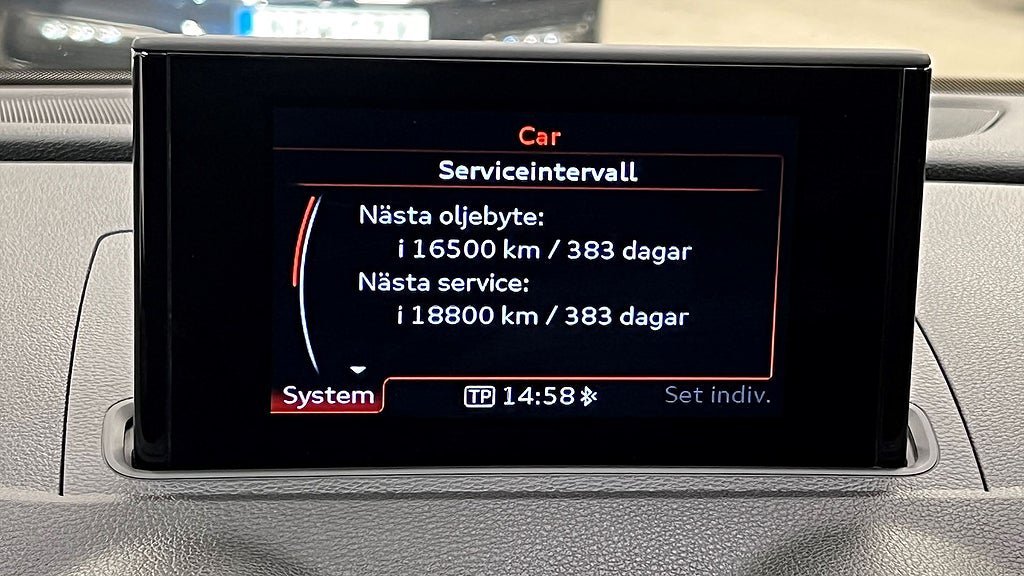 Car
Serviceintervall
Nästa oljebyte:
i 16500 km / 383 dagar
Nästa service:
i 18800 km / 383 dagar
System
TP 14:58
Set indiv.